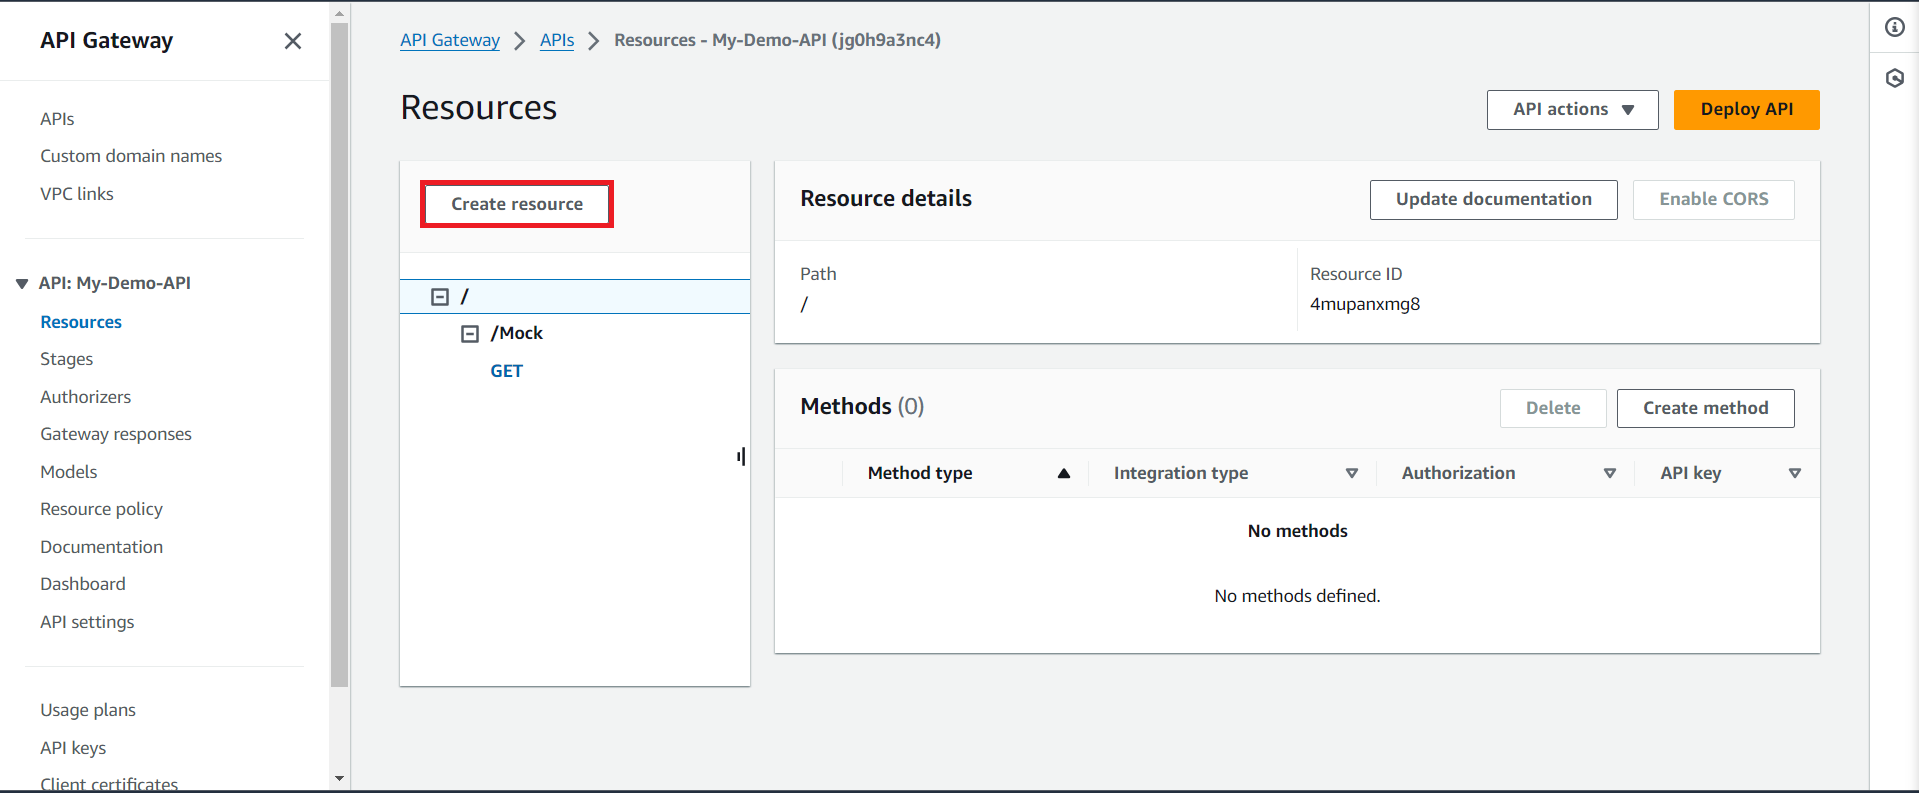 API Gateway
APIs
Custom domain names
VPC links
API: My-Demo-API
Resources
Stages
Authorizers
Gateway responses
Models
Resource policy
Documentation
Dashboard
API settings
Usage plans
API keys
Client certificates
API Gateway > APIs > Resources - My-Demo-API (jg0h9a3nc4)
Resources
API actions
Deploy API
Create resource
/
/Mock
GET
Resource details
Update documentation
Enable CORS
Path
/
Resource ID
4mupanxmg8
Methods (0)
Delete
Create method
Method type Integration type Authorization API key
No methods
No methods defined.